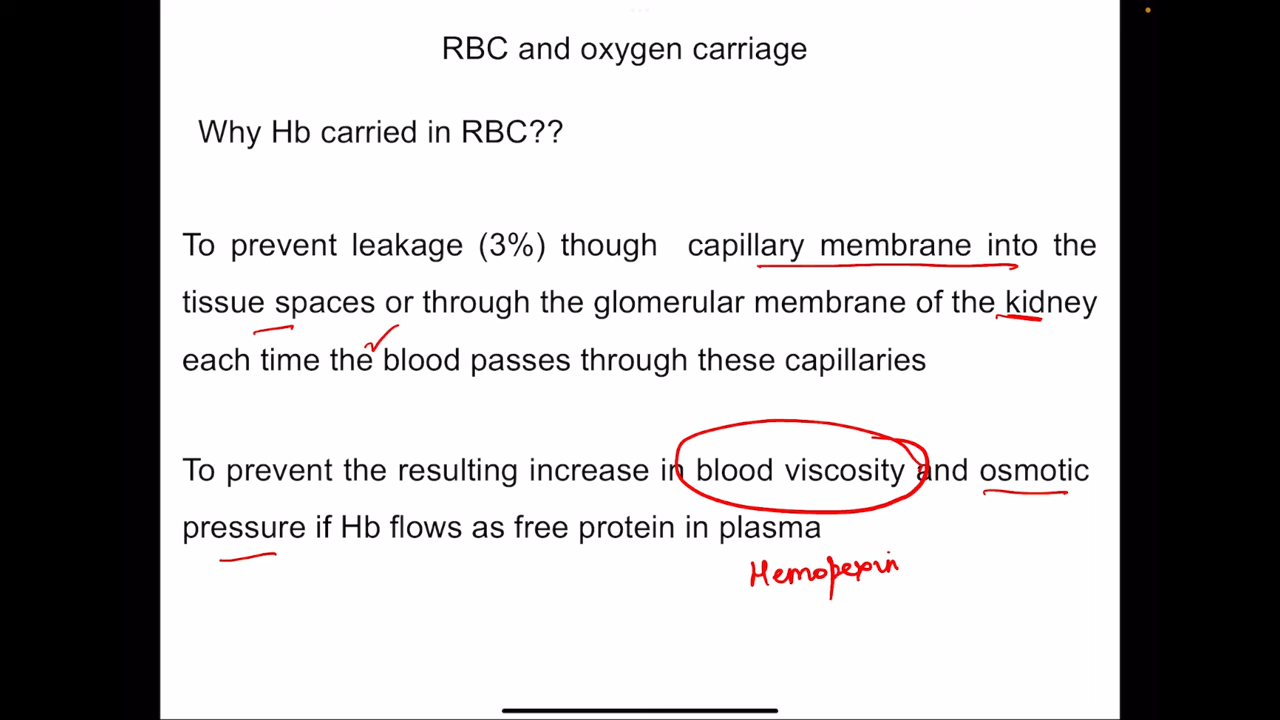 RBC and oxygen carriage
Why Hb carried in RBC??
To prevent leakage (3%) though capillary membrane into the
tissue spaces or through the glomerular membrane of the kidney
each time the blood passes through these capillaries
To prevent the resulting increase in blood viscosity and osmotic
pressure if Hb flows as free protein in plasma
Hemopexin